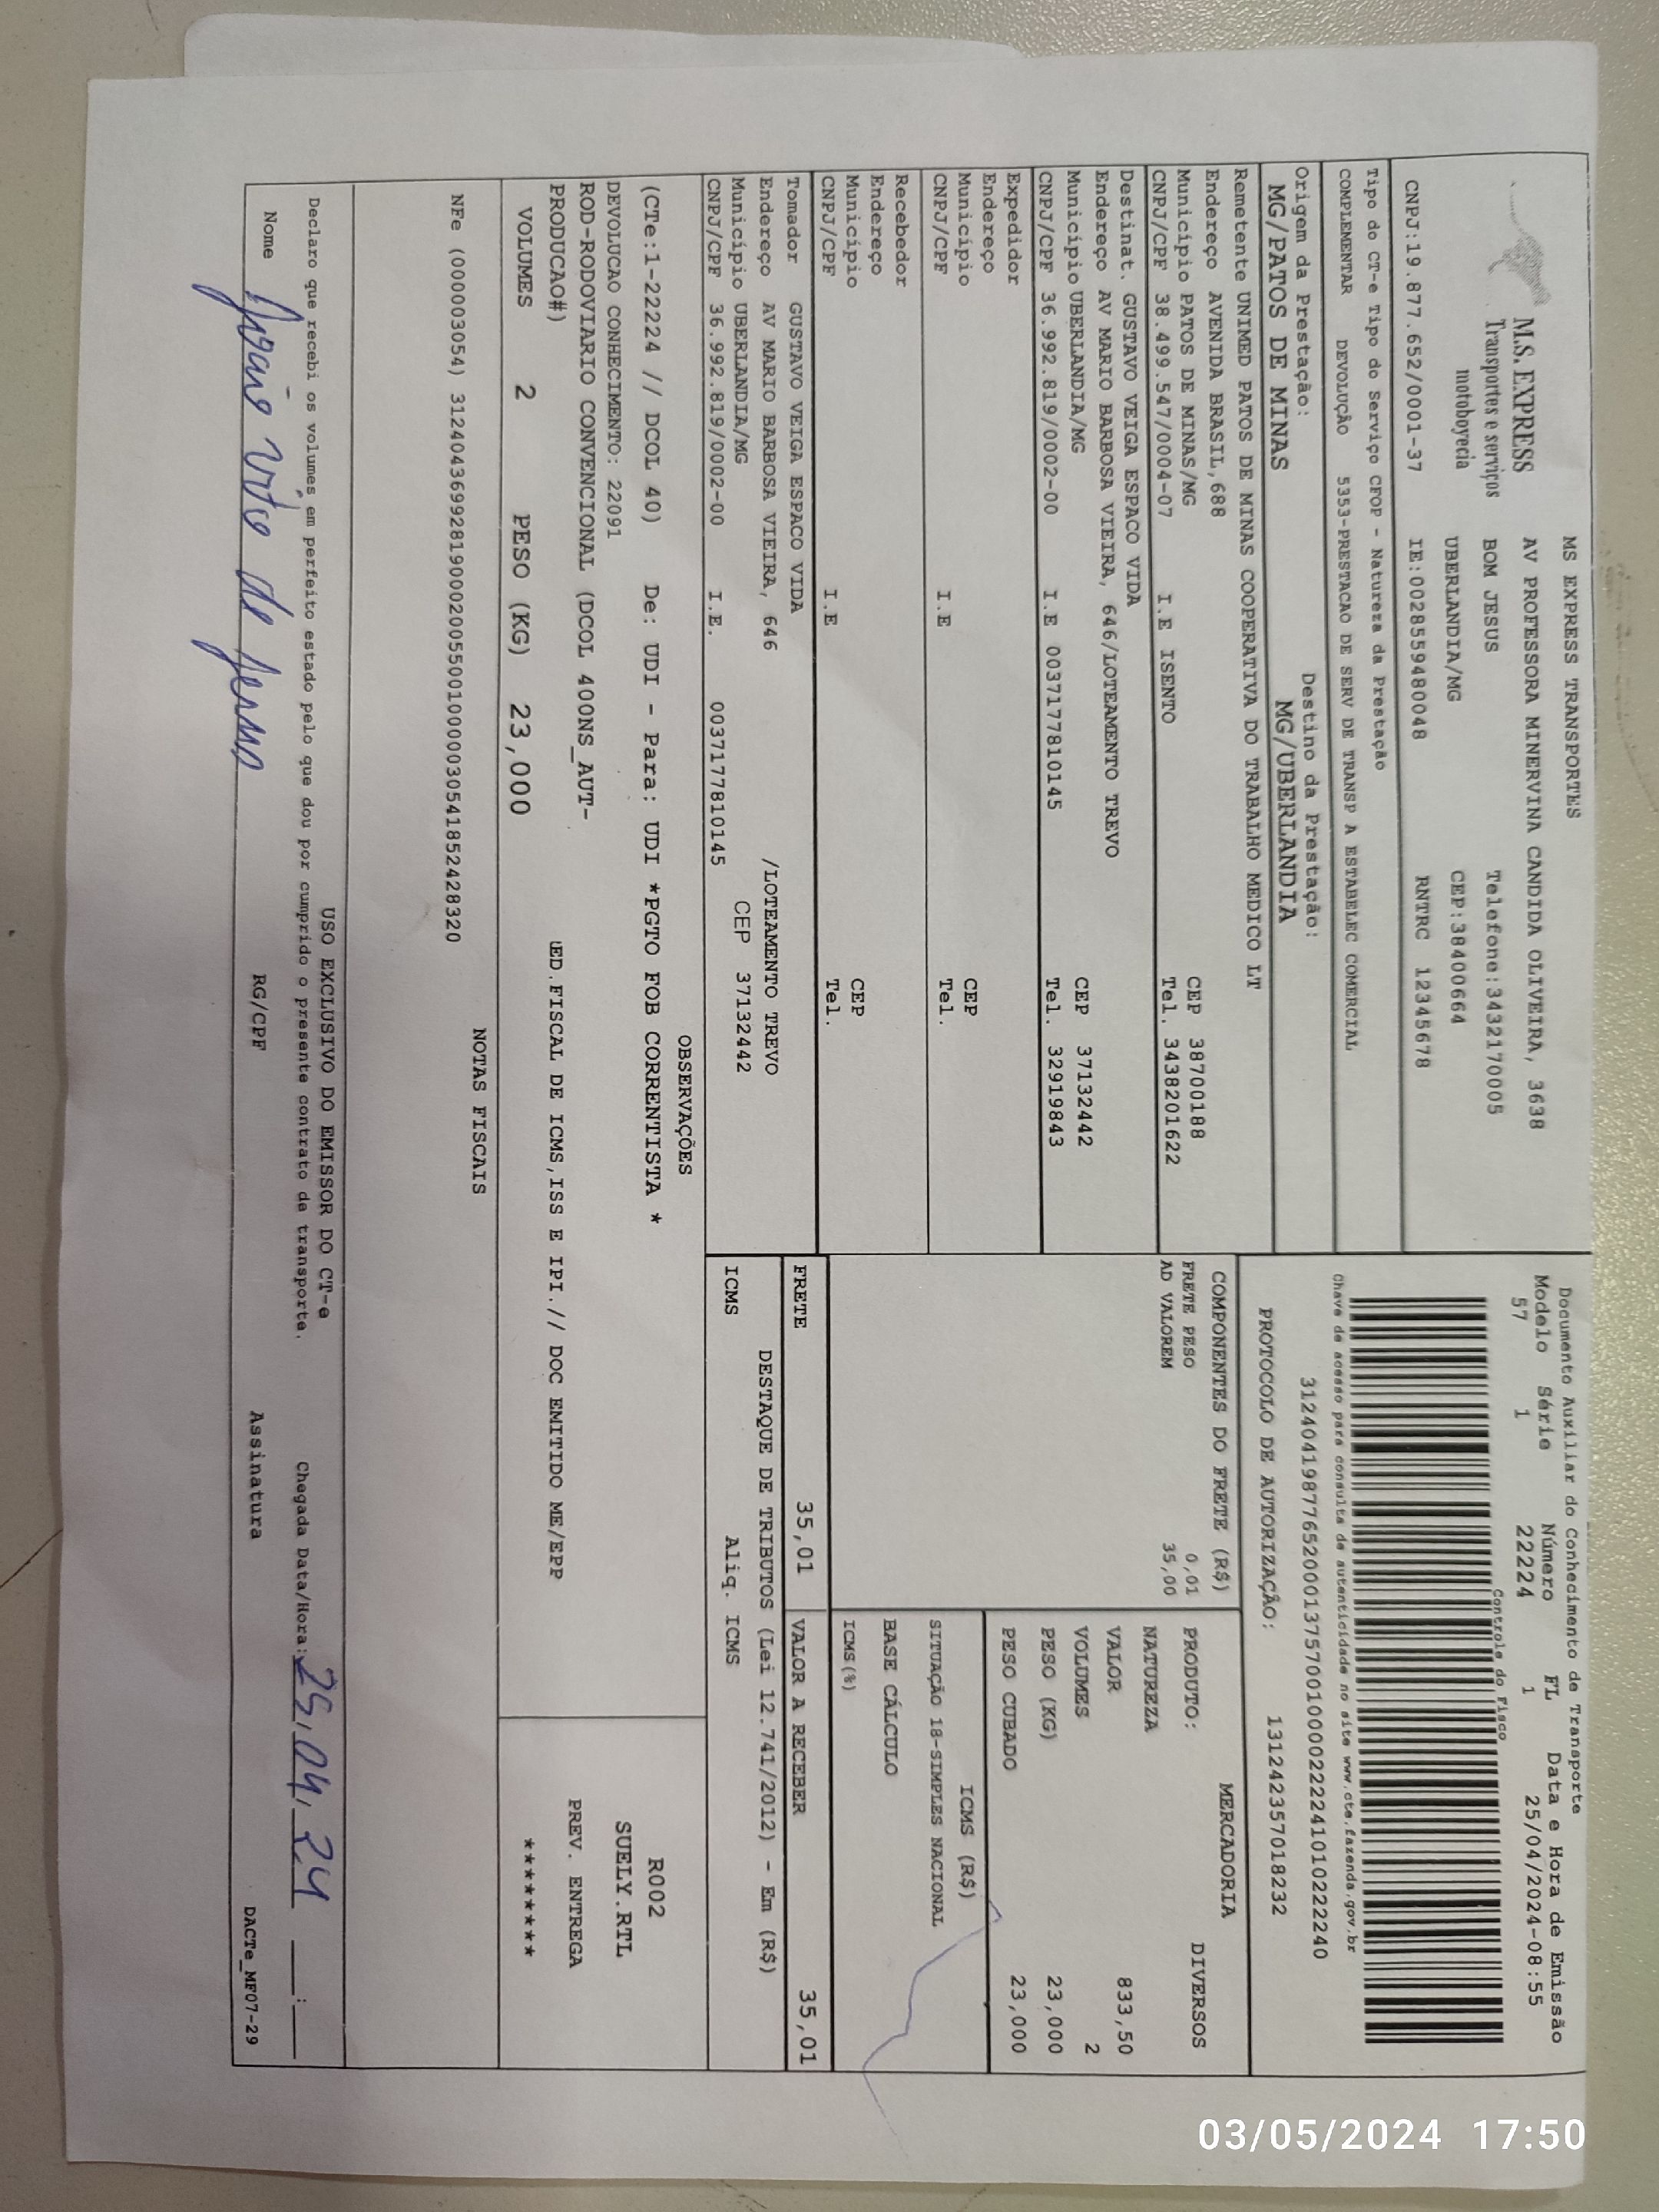 M.S. EXPRESS
Transportes e serviços
motoboyecia
MS EXPRESS TRANSPORTES
AV PROFESSORA MINERVINA CANDIDA OLIVEIRA, 3638
BOM JESUS Telefone:3432170005
UBERLANDIA/MG CEP:38400664
CNPJ:19.877.652/0001-37 IE:0028559480048 RNTRC 12345678
Documento Auxiliar do Conhecimento de Transporte
Modelo Série Número FL Data e Hora de Emissão
57 1 22224 1 25/04/2024-08:55
Controle do Fisco
Chave de acesso para consulta de autenticidade no site www.cte.fazenda.gov.br
31240419877652000137570010000222241010222240
PROTOCOLO DE AUTORIZAÇÃO: 131242357018232
Tipo do CT-e Tipo do Serviço CFOP - Natureza da Prestação
COMPLEMENTAR DEVOLUÇÃO 5353-PRESTACAO DE SERV DE TRANSP A ESTABELEC COMERCIAL
Origem da Prestação: Destino da Prestação:
MG/PATOS DE MINAS MG/UBERLANDIA
Remetente UNIMED PATOS DE MINAS COOPERATIVA DO TRABALHO MEDICO LT
Endereço AVENIDA BRASIL,688
Município PATOS DE MINAS/MG CEP 38700188
CNPJ/CPF 38.499.547/0004-07 I.E ISENTO Tel. 3438201622
Destinat. GUSTAVO VEIGA ESPACO VIDA
Endereço AV MARIO BARBOSA VIEIRA, 646/LOTEAMENTO TREVO
Município UBERLANDIA/MG CEP 37132442
CNPJ/CPF 36.992.819/0002-00 I.E 0037177810145 Tel. 32919843
Expedidor
Endereço
Município CEP
CNPJ/CPF I.E Tel.
Recebedor
Endereço
Município CEP
CNPJ/CPF I.E Tel.
Tomador GUSTAVO VEIGA ESPACO VIDA
Endereço AV MARIO BARBOSA VIEIRA, 646 /LOTEAMENTO TREVO
Município UBERLANDIA/MG CEP 37132442
CNPJ/CPF 36.992.819/0002-00 I.E. 0037177810145
COMPONENTES DO FRETE (R$)
FRETE PESO 0,01
AD VALOREM 35,00
MERCADORIA
PRODUTO: DIVERSOS
NATUREZA
VALOR 833,50
VOLUMES 2
PESO (KG) 23,000
PESO CUBADO 23,000
ICMS (R$)
SITUAÇÃO 18-SIMPLES NACIONAL
BASE CÁLCULO
ICMS(%)
FRETE 35,01 VALOR A RECEBER 35,01
DESTAQUE DE TRIBUTOS (Lei 12.741/2012) - Em (R$)
ICMS Aliq. ICMS
OBSERVAÇÕES
(CTe:1-22224 // DCOL 40) De: UDI - Para: UDI *PGTO FOB CORRENTISTA *
DEVOLUCAO CONHECIMENTO: 22091
ROD-RODOVIARIO CONVENCIONAL (DCOL 400NS_AUT-
PRODUCAO#) ED.FISCAL DE ICMS,ISS E IPI.// DOC EMITIDO ME/EPP
VOLUMES 2 PESO (KG) 23,000
R002
SUELY.RTL
PREV. ENTREGA
********
NOTAS FISCAIS
NFe (000003054) 31240436992819000200550010000030541852428320
USO EXCLUSIVO DO EMISSOR DO CT-e
Declaro que recebi os volumes em perfeito estado pelo que dou por cumprido o presente contrato de transporte. Chegada Data/Hora: 25,04,24 ___:___
Nome RG/CPF Assinatura DACTe_MF07-29
03/05/2024 17:50